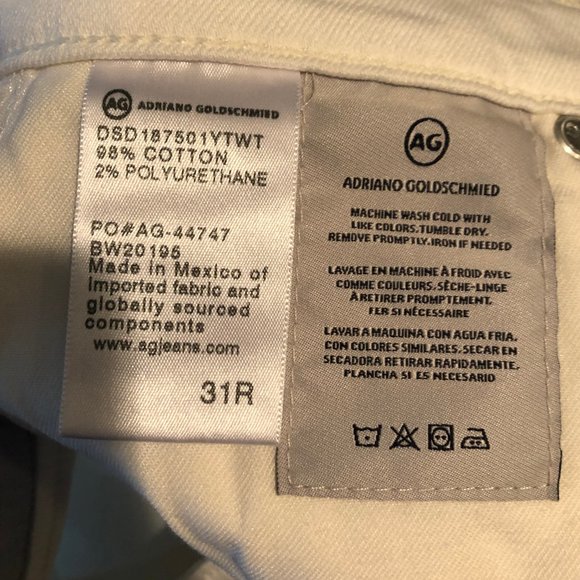 AG ADRIANO GOLDSCHMIED
DSD187501YTWT
98% COTTON
2% POLYURETHANE
PO#AG-44747
BW20195
Made in Mexico of
imported fabric and
globally sourced
components
www.agjeans.com
31R
AG
ADRIANO GOLDSCHMIED
MACHINE WASH COLD WITH
LIKE COLORS.TUMBLE DRY.
REMOVE PROMPTLY.IRON IF NEEDED
LAVAGE EN MACHINE À FROID AVEC
COMME COULEURS. SÈCHE-LINGE
À RETIRER PROMPTEMENT.
FER SI NÉCESSAIRE
LAVAR A MAQUINA CON AGUA FRIA.
CON COLORES SIMILARES. SECAR EN
SECADORA RETIRAR RAPIDAMENTE.
PLANCHA SI ES NECESARIO